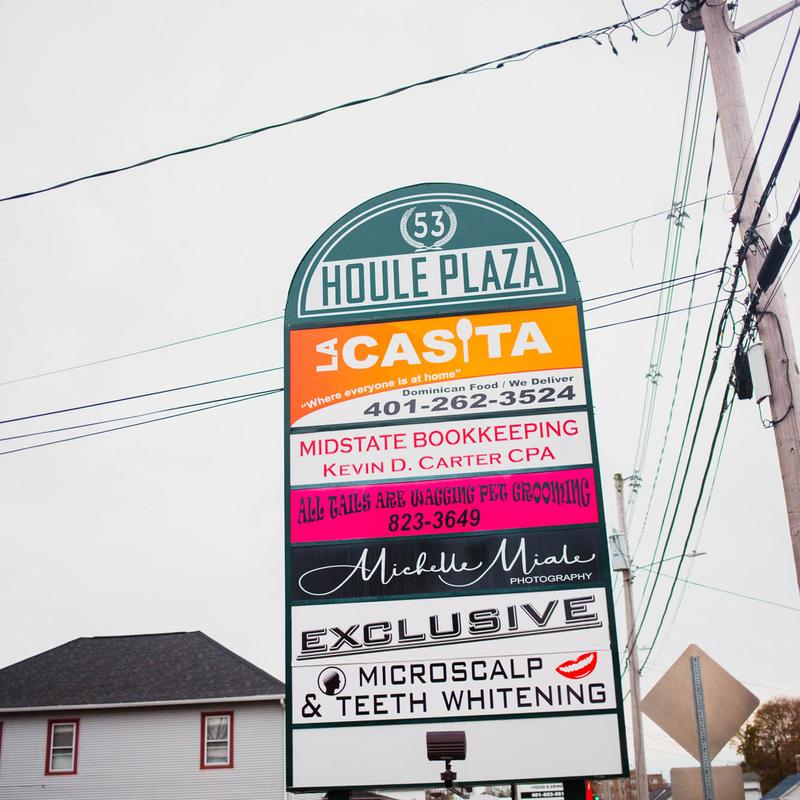 53
HOULE PLAZA
LA CASITA
"Where everyone is at home"
Dominican Food / We Deliver
401-262-3524
MIDSTATE BOOKKEEPING
KEVIN D. CARTER CPA
ALL TAILS ARE WAGGING PET GROOMING
823-3649
Michelle Miale
PHOTOGRAPHY
EXCLUSIVE
MICROSCALP
& TEETH WHITENING